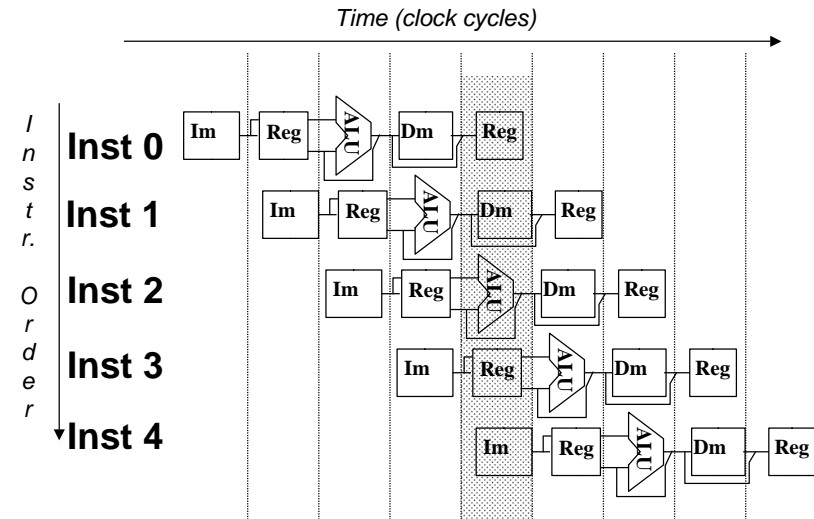 Time (clock cycles)
Instr. Order
Inst 0
Im Reg ALU Dm Reg
Inst 1
Im Reg ALU Dm Reg
Inst 2
Im Reg ALU Dm Reg
Inst 3
Im Reg ALU Dm Reg
Inst 4
Im Reg ALU Dm Reg